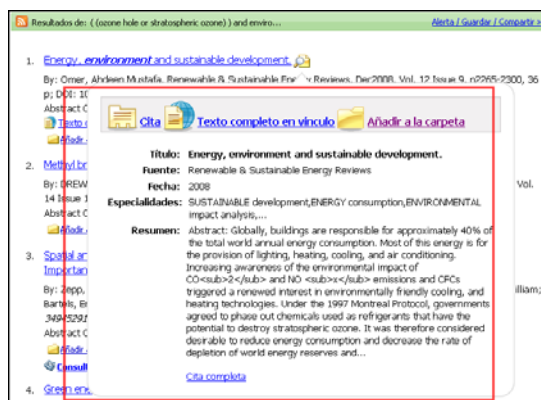 Resultados de: ( (ozone hole or stratospheric ozone) ) and enviro...
Alerta / Guardar / Compartir »
1. Energy, environment and sustainable development.
By: Omer, Abdeen Mustafa. Renewable & Sustainable Energy Reviews, Dec2008, Vol. 12 Issue 9, p2265-2300, 36
p; DOI: 10
Abstract
Texto
Añadir
2. Methyl br
By: DREW
Vol.
14 Issue 1
Abstract
Añadir
3. Spatial ar
Importan
By: Zepp,
illiam;
Bartels, Er
34945291
Abstract
Añadir
Consult
4. Green ene
Cita Texto completo en vínculo Añadir a la carpeta
Título: Energy, environment and sustainable development.
Fuente: Renewable & Sustainable Energy Reviews
Fecha: 2008
Especialidades: SUSTAINABLE development,ENERGY consumption,ENVIRONMENTAL
impact analysis,...
Resumen: Abstract: Globally, buildings are responsible for approximately 40% of
the total world annual energy consumption. Most of this energy is for
the provision of lighting, heating, cooling, and air conditioning.
Increasing awareness of the environmental impact of
CO<sub>2</sub> and NO <sub>x</sub> emissions and CFCs
triggered a renewed interest in environmentally friendly cooling, and
heating technologies. Under the 1997 Montreal Protocol, governments
agreed to phase out chemicals used as refrigerants that have the
potential to destroy stratospheric ozone. It was therefore considered
desirable to reduce energy consumption and decrease the rate of
depletion of world energy reserves and...
Cita completa